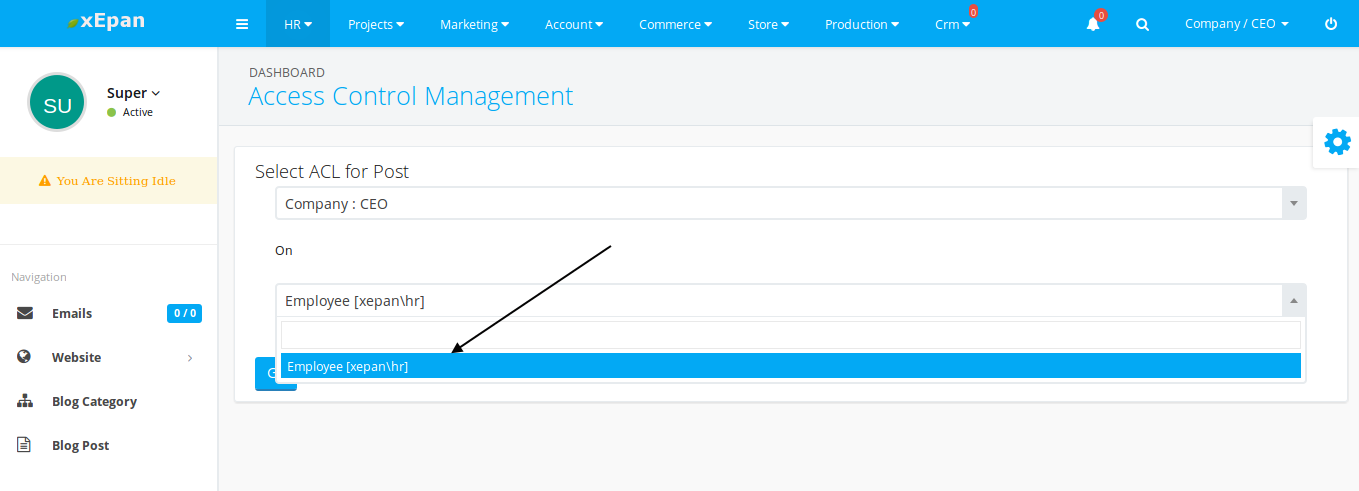 xEpan
HR Projects Marketing Account Commerce Store Production Crm 0 0 Company / CEO
SU
Super
Active
You Are Sitting Idle
Navigation
Emails 0 / 0
Website
Blog Category
Blog Post
DASHBOARD
Access Control Management
Select ACL for Post
Company : CEO
On
Employee [xepan\hr]
Employee [xepan\hr]